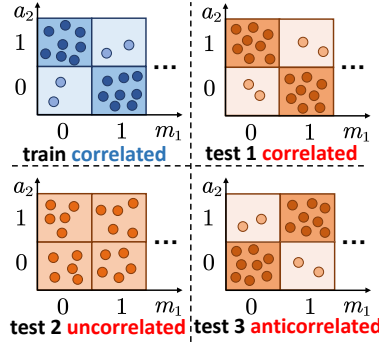 a₂
1
0
0 1 m₁
...
train correlated
a₂
1
0
0 1 m₁
...
test 1 correlated
a₂
1
0
0 1 m₁
...
test 2 uncorrelated
a₂
1
0
0 1 m₁
...
test 3 anticorrelated